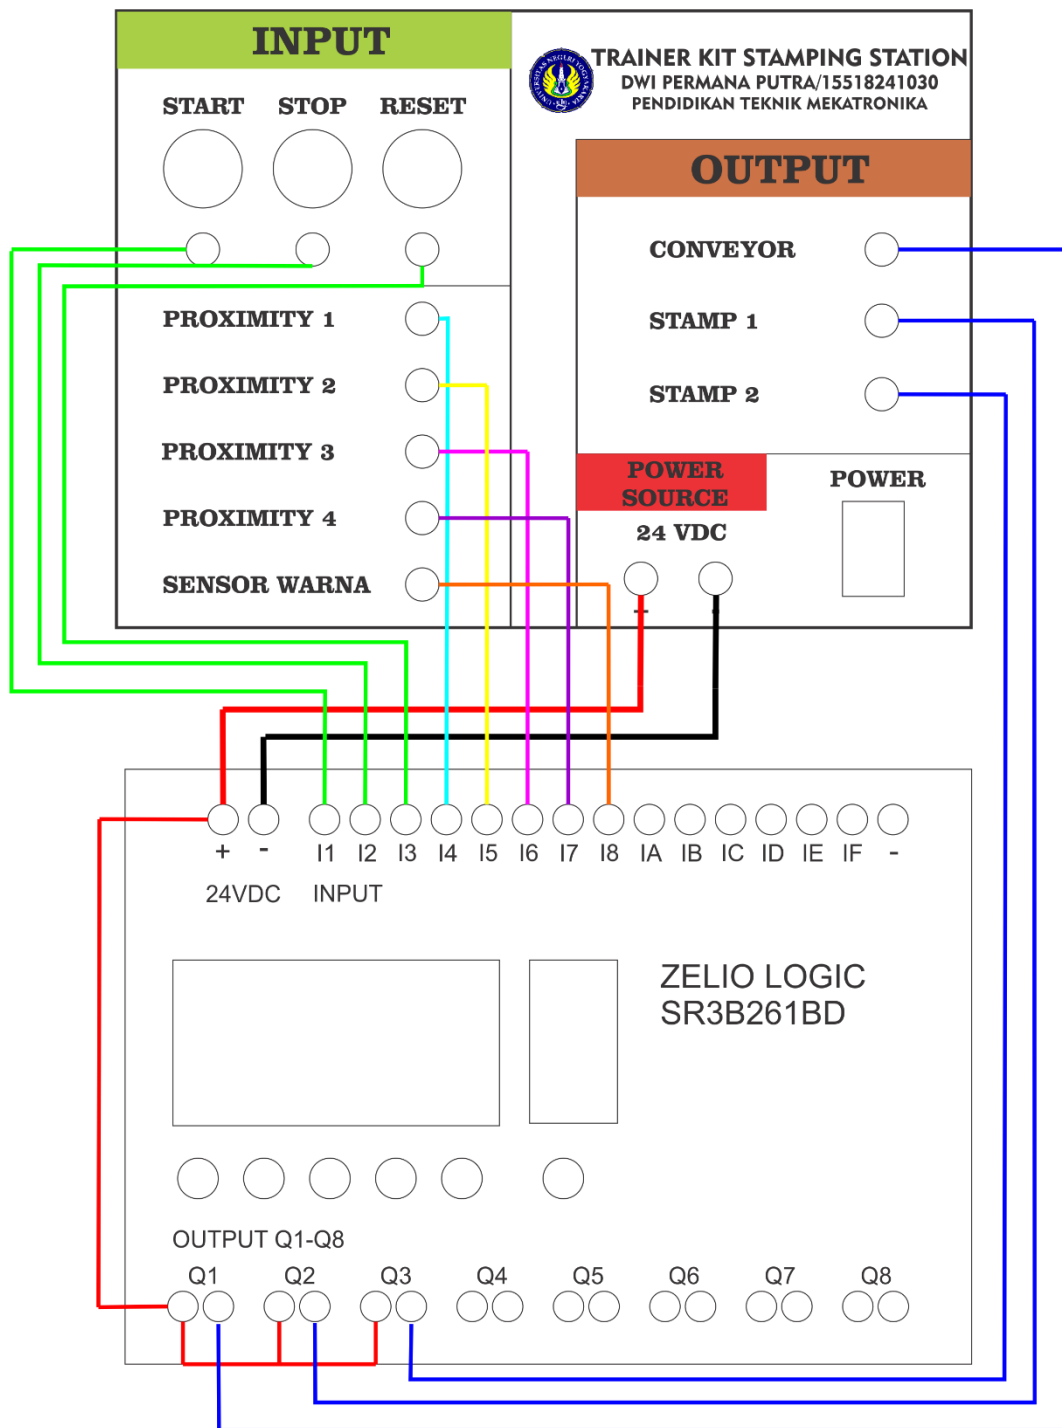 INPUT
START STOP RESET
PROXIMITY 1
PROXIMITY 2
PROXIMITY 3
PROXIMITY 4
SENSOR WARNA
TRAINER KIT STAMPING STATION
DWI PERMANA PUTRA/15518241030
PENDIDIKAN TEKNIK MEKATRONIKA
OUTPUT
CONVEYOR
STAMP 1
STAMP 2
POWER
SOURCE
24 VDC
POWER
+ - I1 I2 I3 I4 I5 I6 I7 I8 IA IB IC ID IE IF -
24VDC INPUT
ZELIO LOGIC
SR3B261BD
OUTPUT Q1-Q8
Q1 Q2 Q3 Q4 Q5 Q6 Q7 Q8